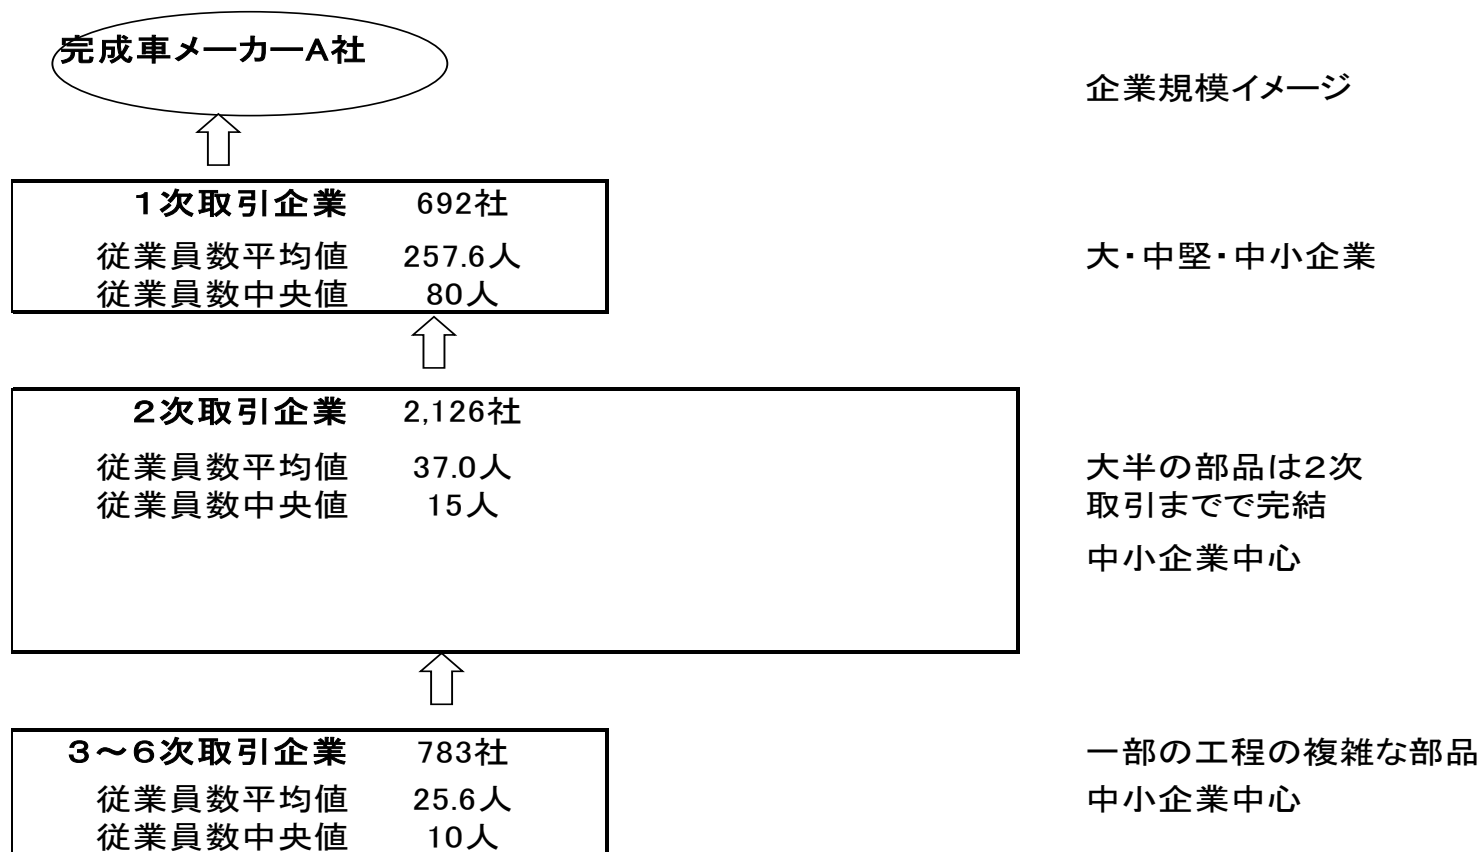 完成車メーカーA社
企業規模イメージ
1次取引企業 692社
従業員数平均値 257.6人 大・中堅・中小企業
従業員数中央値 80人
2次取引企業 2,126社
従業員数平均値 37.0人 大半の部品は2次
従業員数中央値 15人 取引までで完結
中小企業中心
3～6次取引企業 783社 一部の工程の複雑な部品
従業員数平均値 25.6人 中小企業中心
従業員数中央値 10人